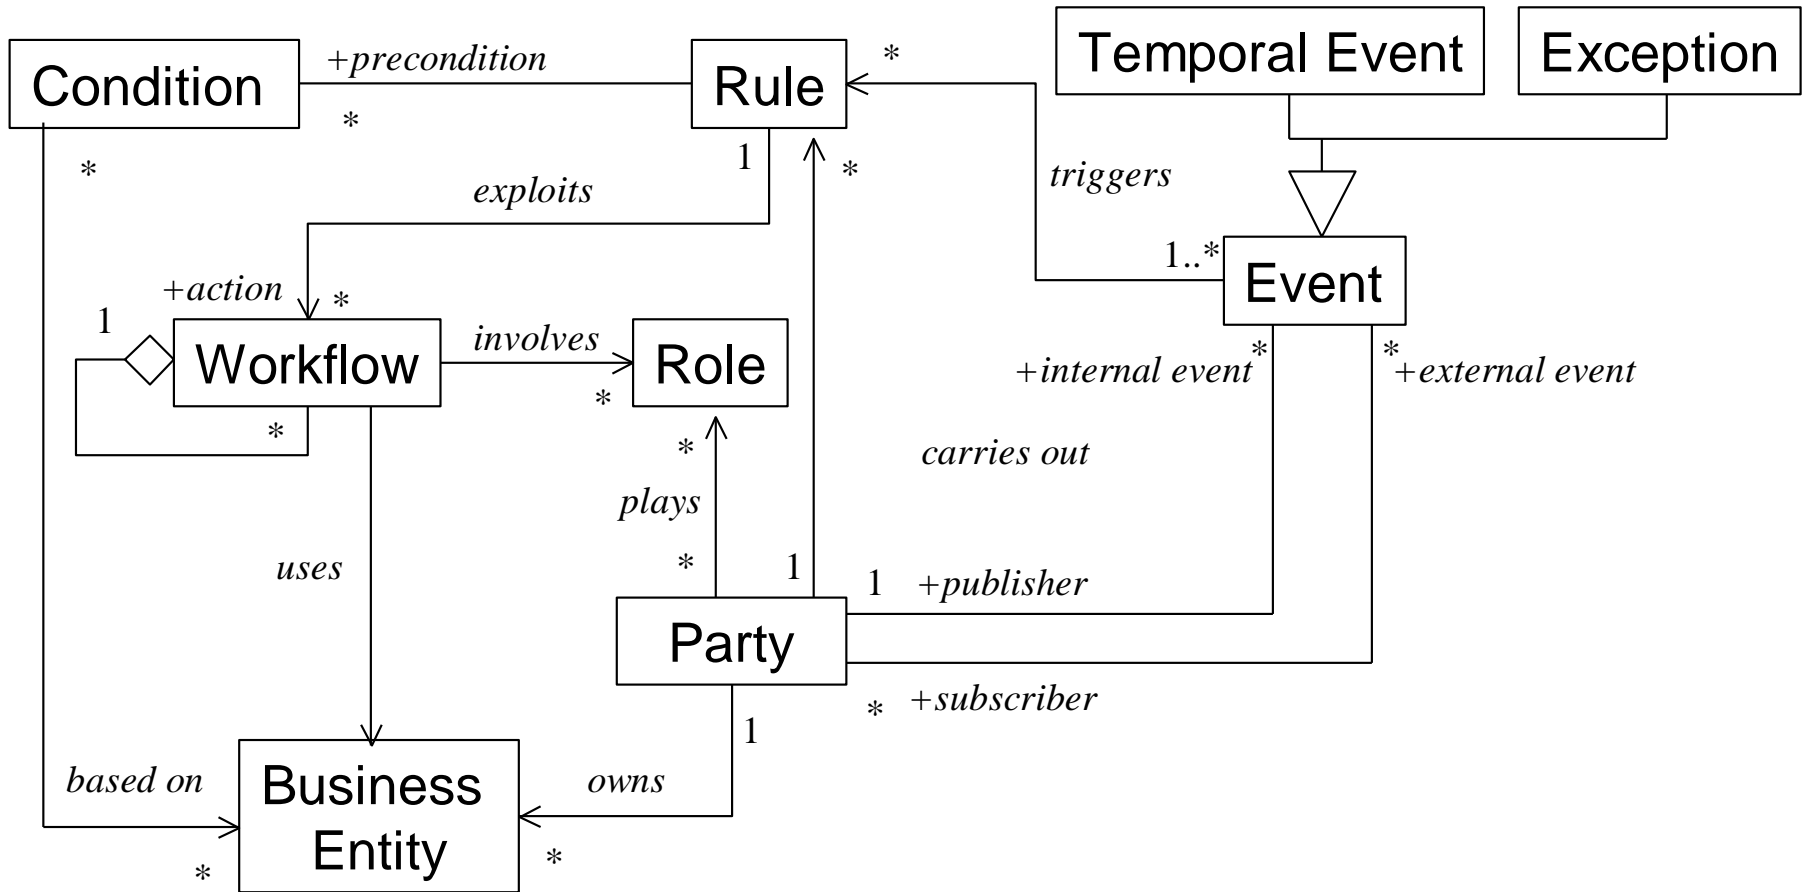 Temporal Event
Exception
Condition
+precondition
*
Rule
*
*
1
*
triggers
exploits
1..*
Event
+action
*
1
Workflow
involves
*
Role
*
*
*
+internal event
+external event
*
carries out
plays
*
1
uses
1
+publisher
Party
*
+subscriber
1
based on
Business
Entity
owns
*
*